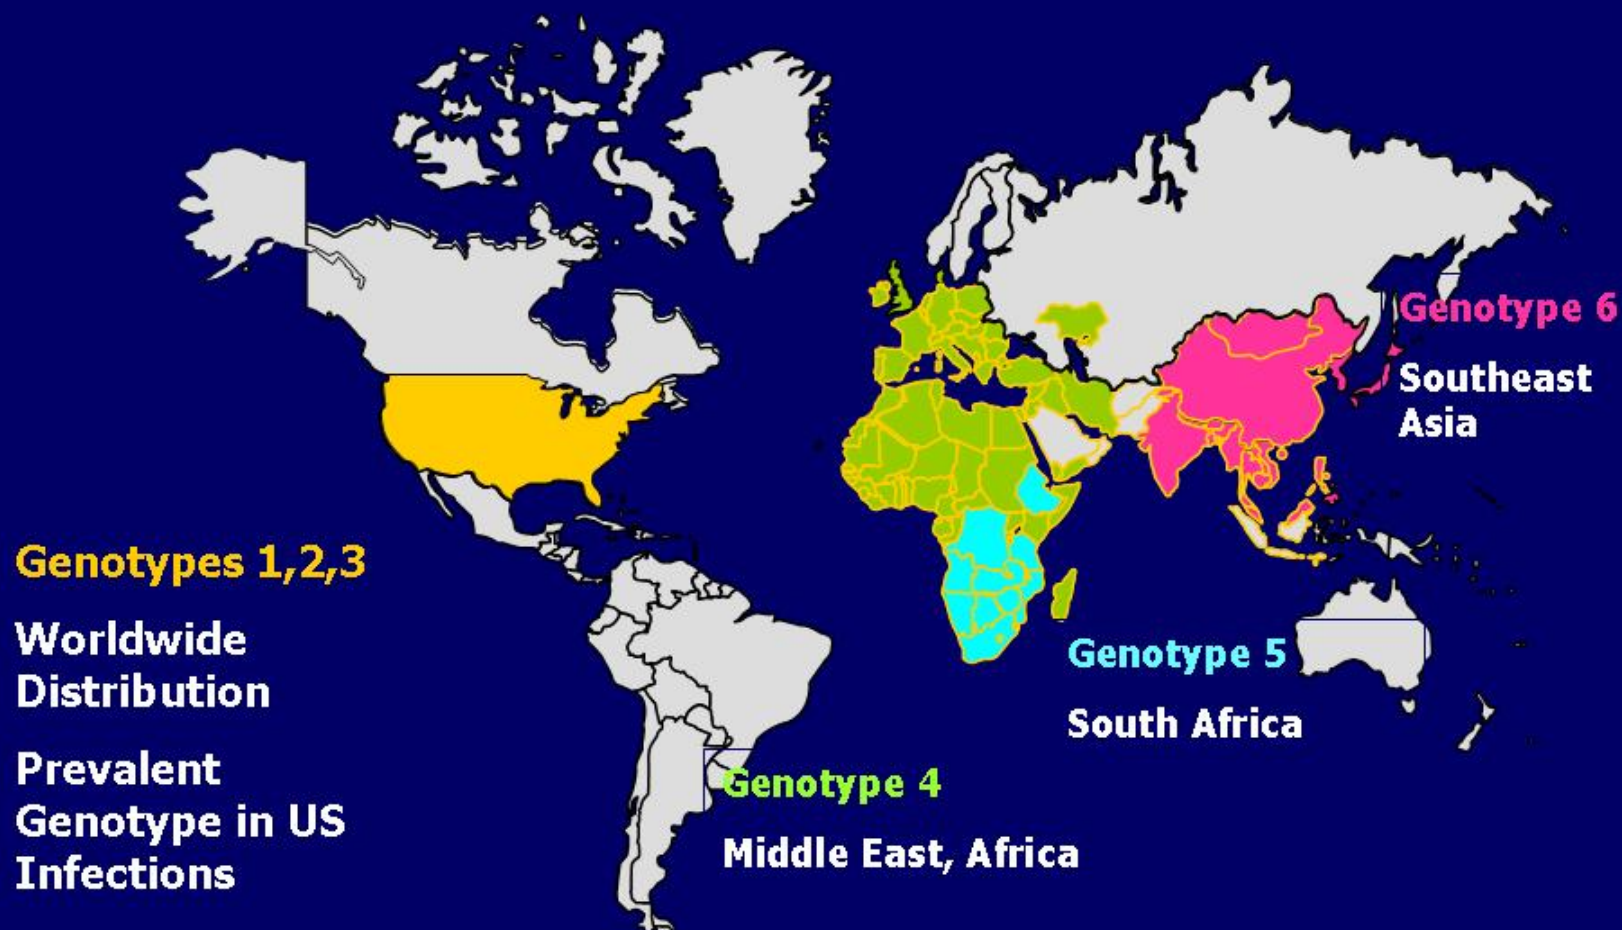 Genotypes 1,2,3
Worldwide
Distribution
Prevalent
Genotype in US
Infections
Genotype 4
Middle East, Africa
Genotype 5
South Africa
Genotype 6
Southeast
Asia